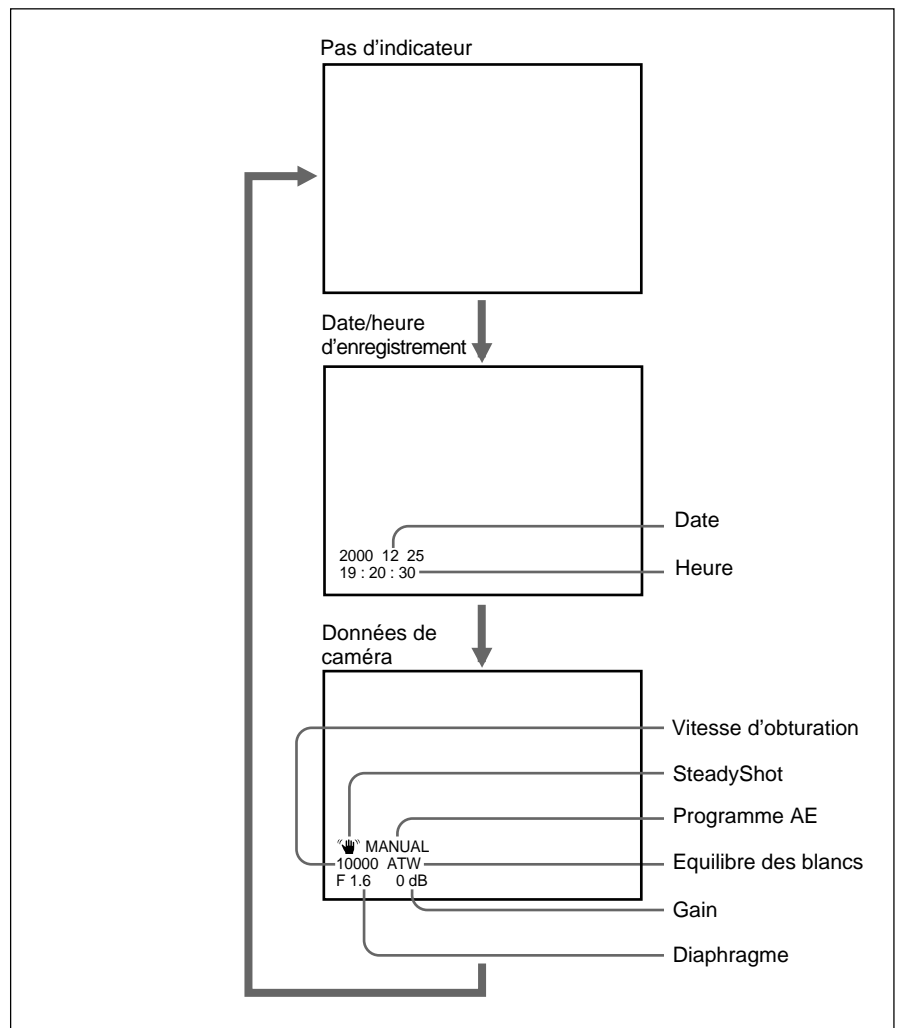 Pas d'indicateur
Date/heure
d'enregistrement
Date
2000 12 25
19 : 20 : 30
Heure
Données de
caméra
Vitesse d'obturation
SteadyShot
Programme AE
MANUAL
10000 ATW
Equilibre des blancs
F 1.6 0 dB
Gain
Diaphragme